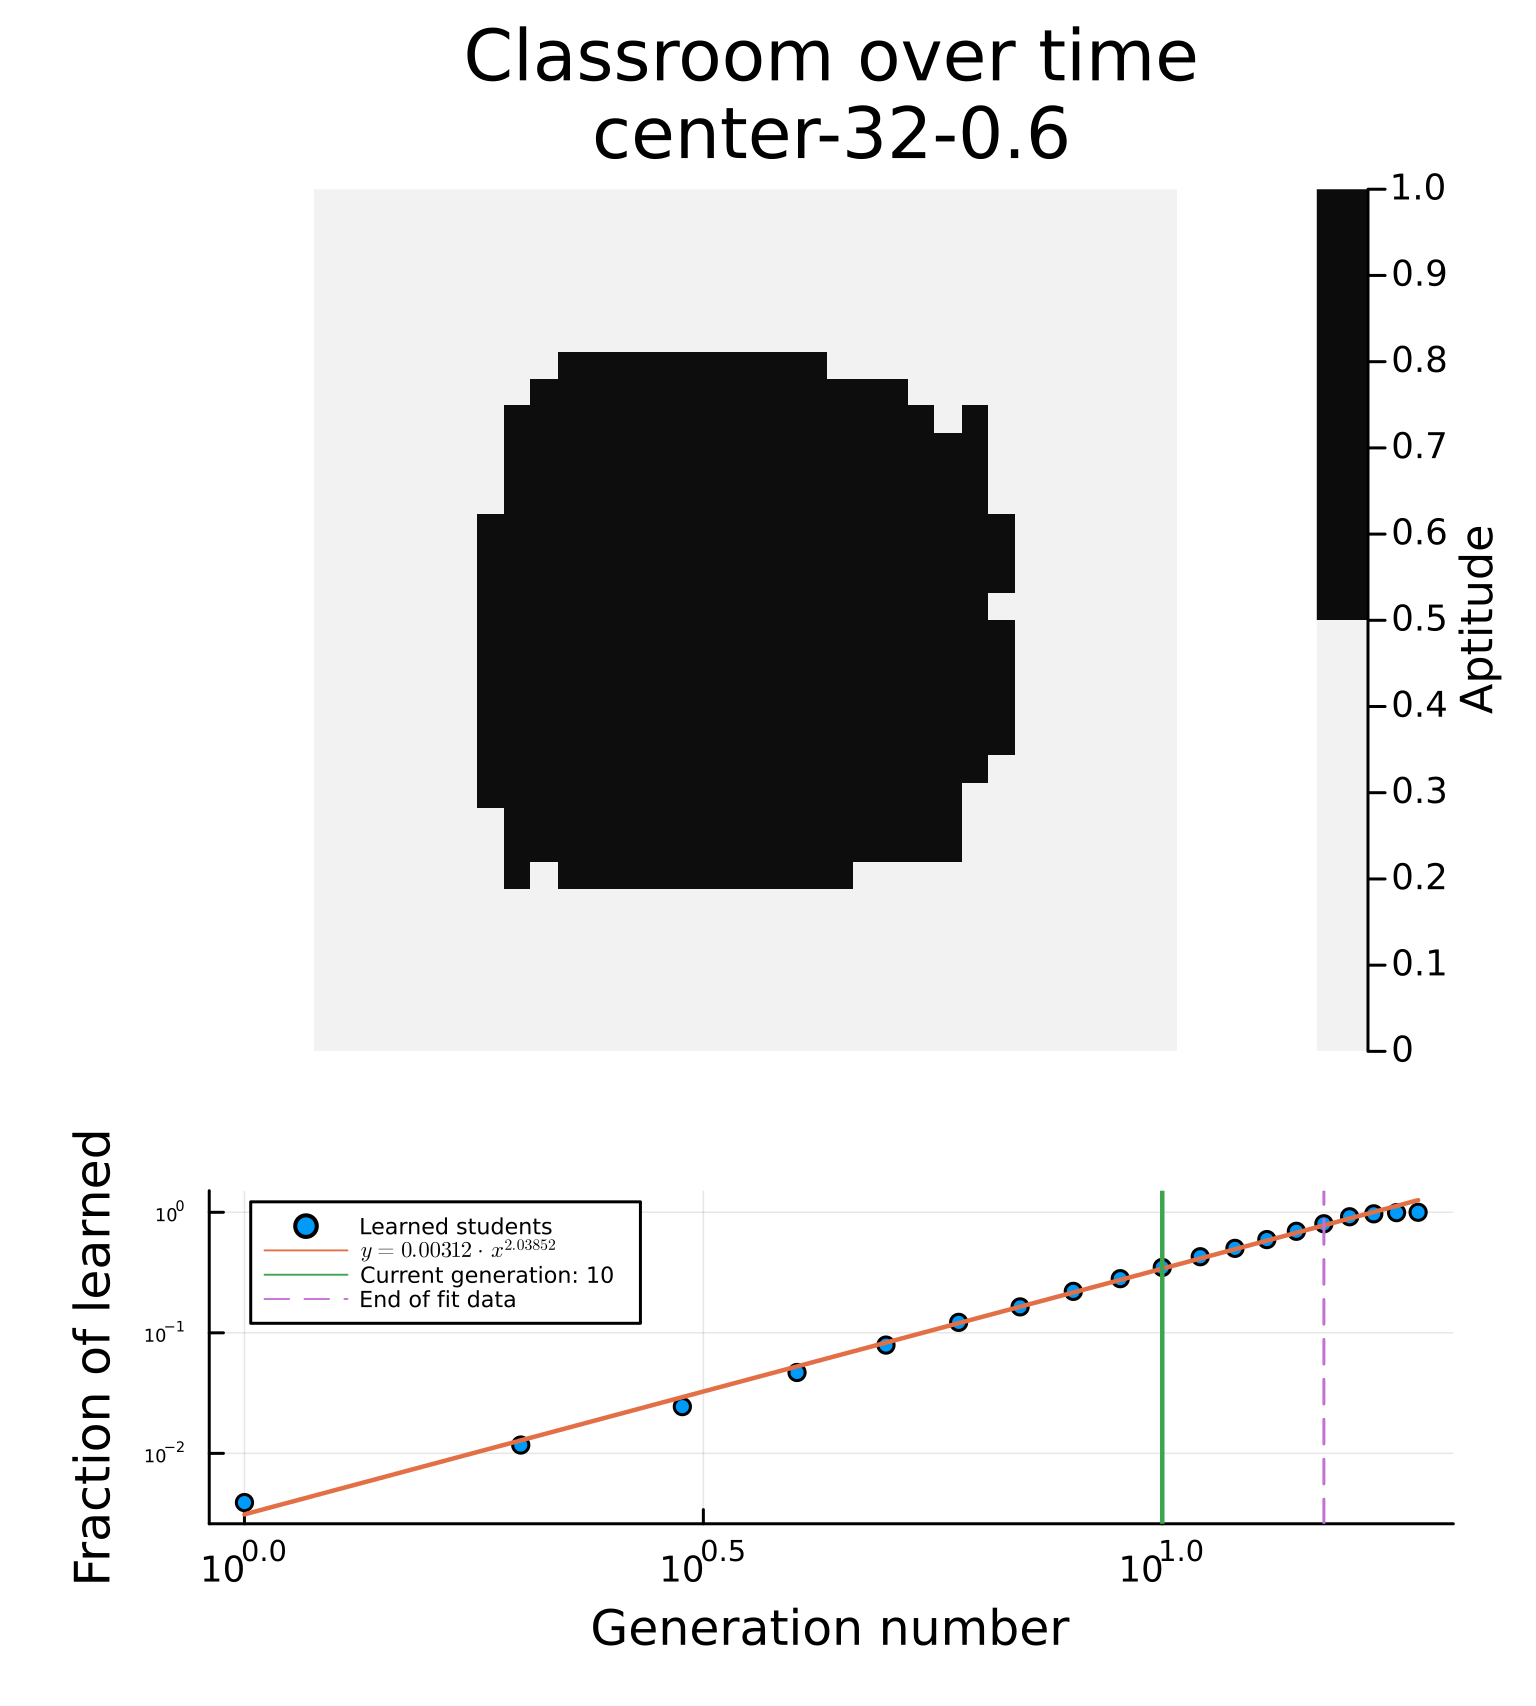 Classroom over time
center-32-0.6
1.0
0.9
0.8
0.7
0.6
0.5
0.4
0.3
0.2
0.1
0
Aptitude
Fraction of learned
10⁰
10⁻¹
10⁻²
Learned students
y = 0.00312 · x^2.03852
Current generation: 10
End of fit data
10^0.0
10^0.5
10^1.0
Generation number